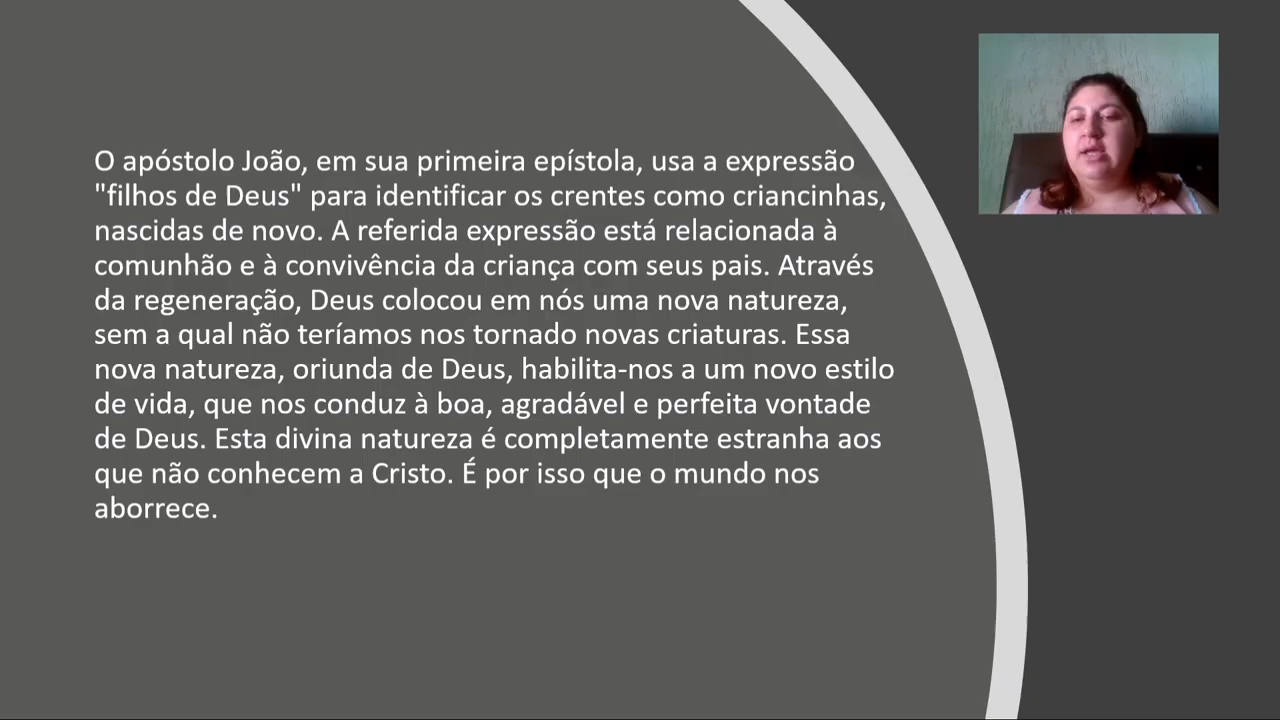 O apóstolo João, em sua primeira epístola, usa a expressão
"filhos de Deus" para identificar os crentes como criancinhas,
nascidas de novo. A referida expressão está relacionada à
comunhão e à convivência da criança com seus pais. Através
da regeneração, Deus colocou em nós uma nova natureza,
sem a qual não teríamos nos tornado novas criaturas. Essa
nova natureza, oriunda de Deus, habilita-nos a um novo estilo
de vida, que nos conduz à boa, agradável e perfeita vontade
de Deus. Esta divina natureza é completamente estranha aos
que não conhecem a Cristo. É por isso que o mundo nos
aborrece.